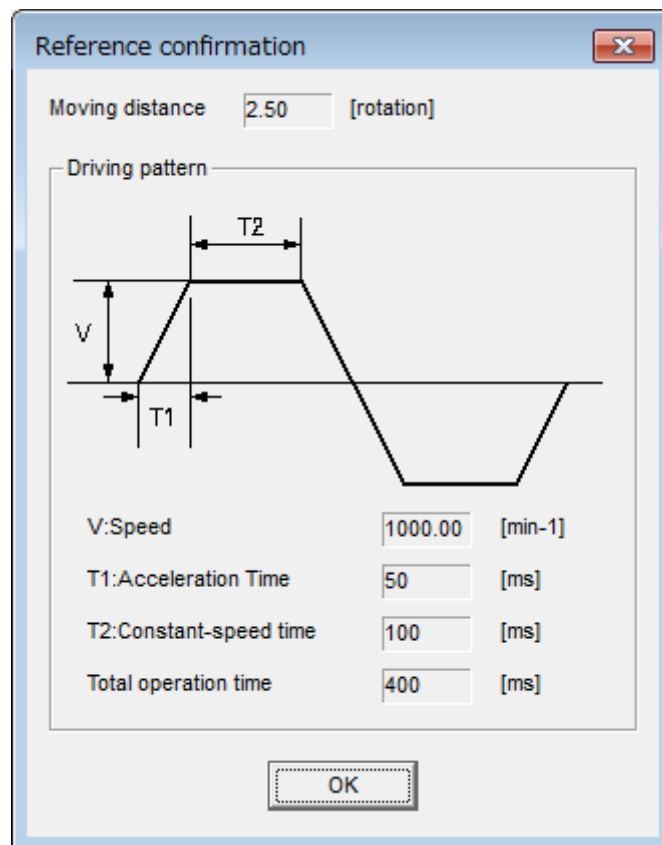 Reference confirmation
Moving distance 2.50 [rotation]
Driving pattern
T2
V
T1
V:Speed 1000.00 [min-1]
T1:Acceleration Time 50 [ms]
T2:Constant-speed time 100 [ms]
Total operation time 400 [ms]
OK